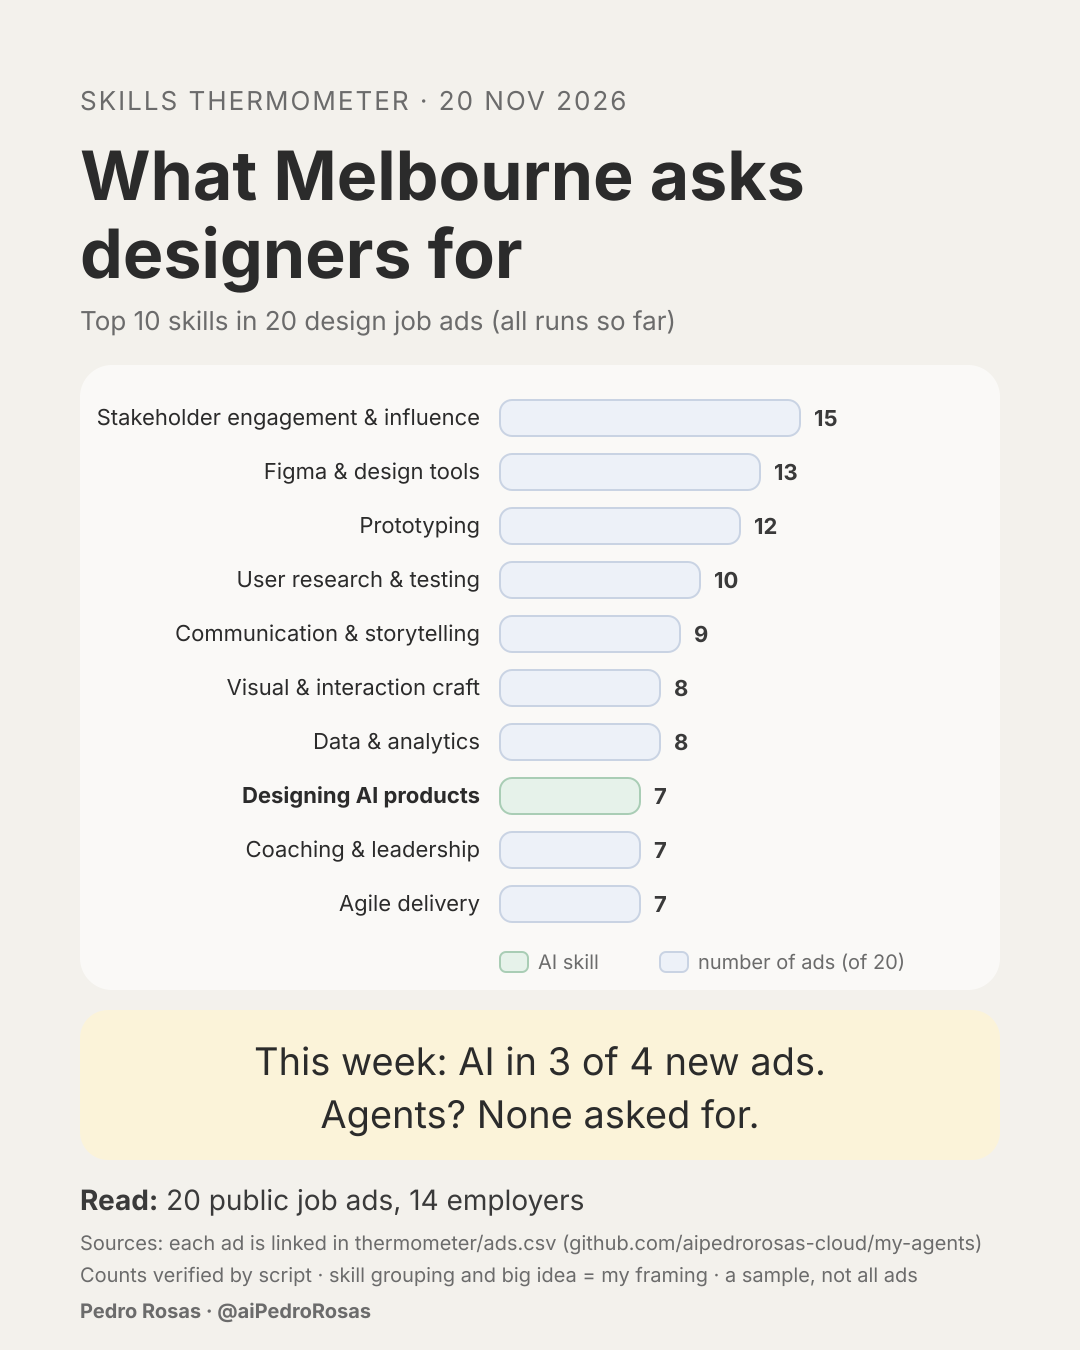 SKILLS THERMOMETER · 20 NOV 2026
What Melbourne asks
designers for
Top 10 skills in 20 design job ads (all runs so far)
Stakeholder engagement & influence 15
Figma & design tools 13
Prototyping 12
User research & testing 10
Communication & storytelling 9
Visual & interaction craft 8
Data & analytics 8
Designing AI products 7
Coaching & leadership 7
Agile delivery 7
AI skill number of ads (of 20)
This week: AI in 3 of 4 new ads.
Agents? None asked for.
Read: 20 public job ads, 14 employers
Sources: each ad is linked in thermometer/ads.csv (github.com/aipedrorosas-cloud/my-agents)
Counts verified by script · skill grouping and big idea = my framing · a sample, not all ads
Pedro Rosas · @aiPedroRosas